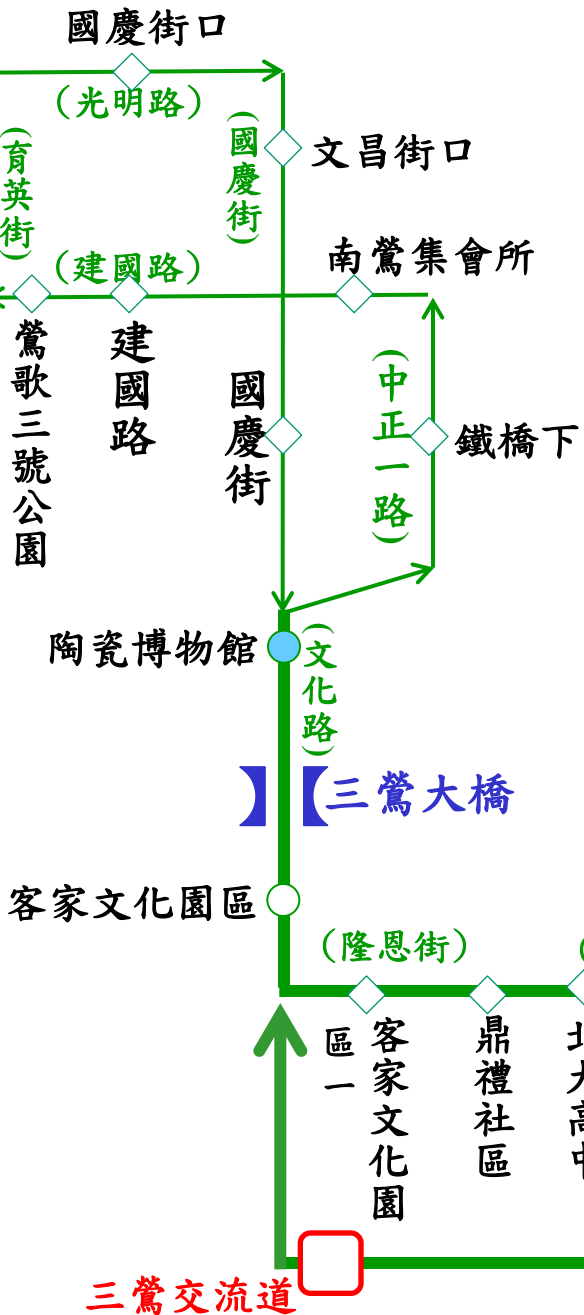 國慶街口
(光明路)
(育英街)
(國慶街)
文昌街口
南鶯集會所
(建國路)
鶯歌三號公園
建國路
國慶街
(中正一路)
鐵橋下
陶瓷博物館
(文化路)
三鶯大橋
客家文化園區
(隆恩街)
客家文化園
區一
鼎禮社區
三鶯交流道